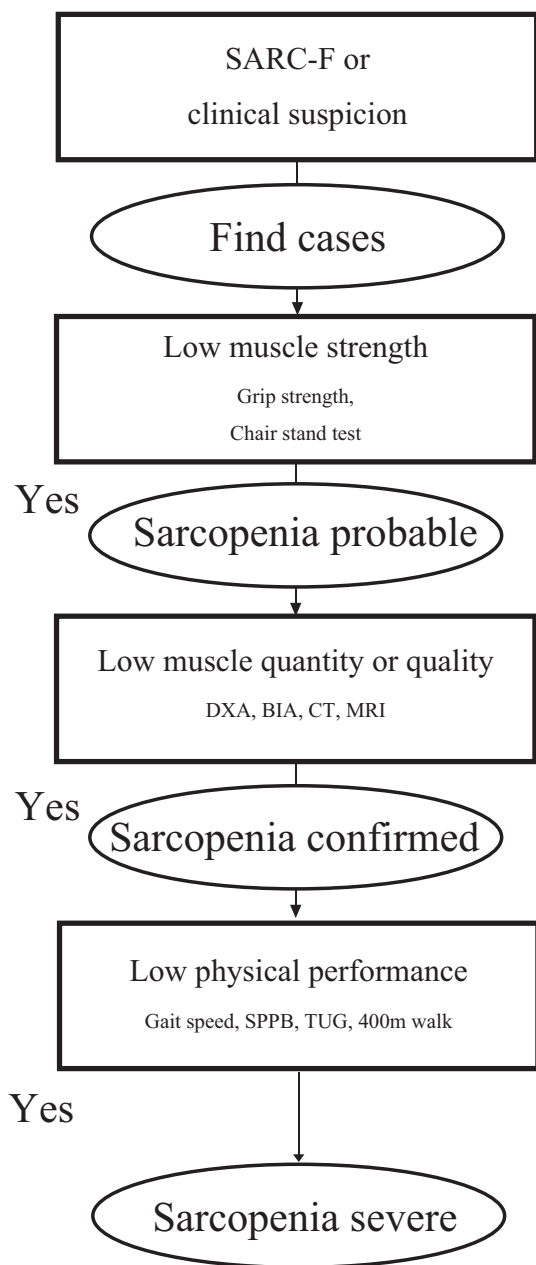 SARC-F or
clinical suspicion
Find cases
Low muscle strength
Grip strength,
Chair stand test
Yes
Sarcopenia probable
Low muscle quantity or quality
DXA, BIA, CT, MRI
Yes
Sarcopenia confirmed
Low physical performance
Gait speed, SPPB, TUG, 400m walk
Yes
Sarcopenia severe